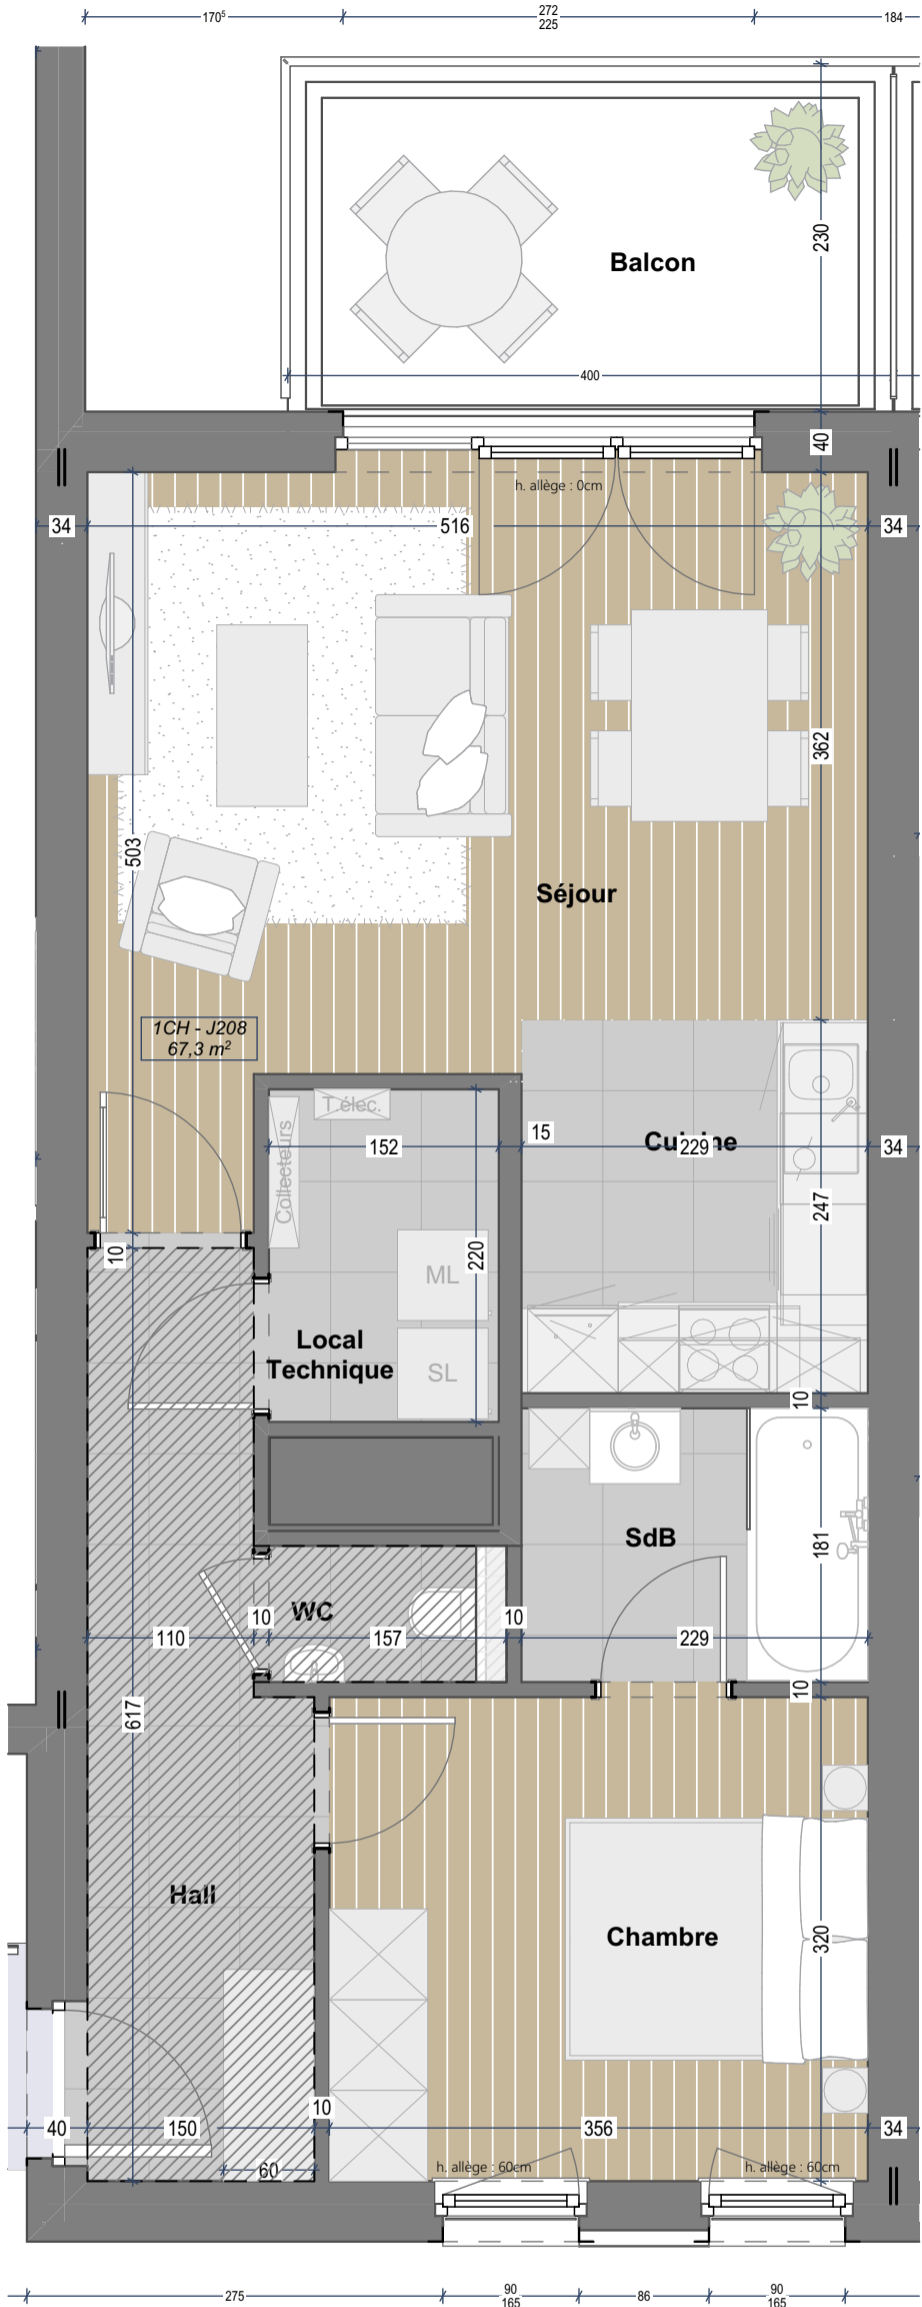 170⁵
272
225
184
230
Balcon
400
40
h. allège : 0cm
34
516
34
362
503
Séjour
1CH - J208
67,3 m²
T élec.
Collecteurs
152
15
Cuisine
229
34
247
10
220
ML
Local
Technique
SL
10
SdB
181
WC
10
10
110
157
229
10
617
Hall
Chambre
320
10
40
150
356
34
60
h. allège : 60cm
h. allège : 60cm
275
90
165
86
90
165